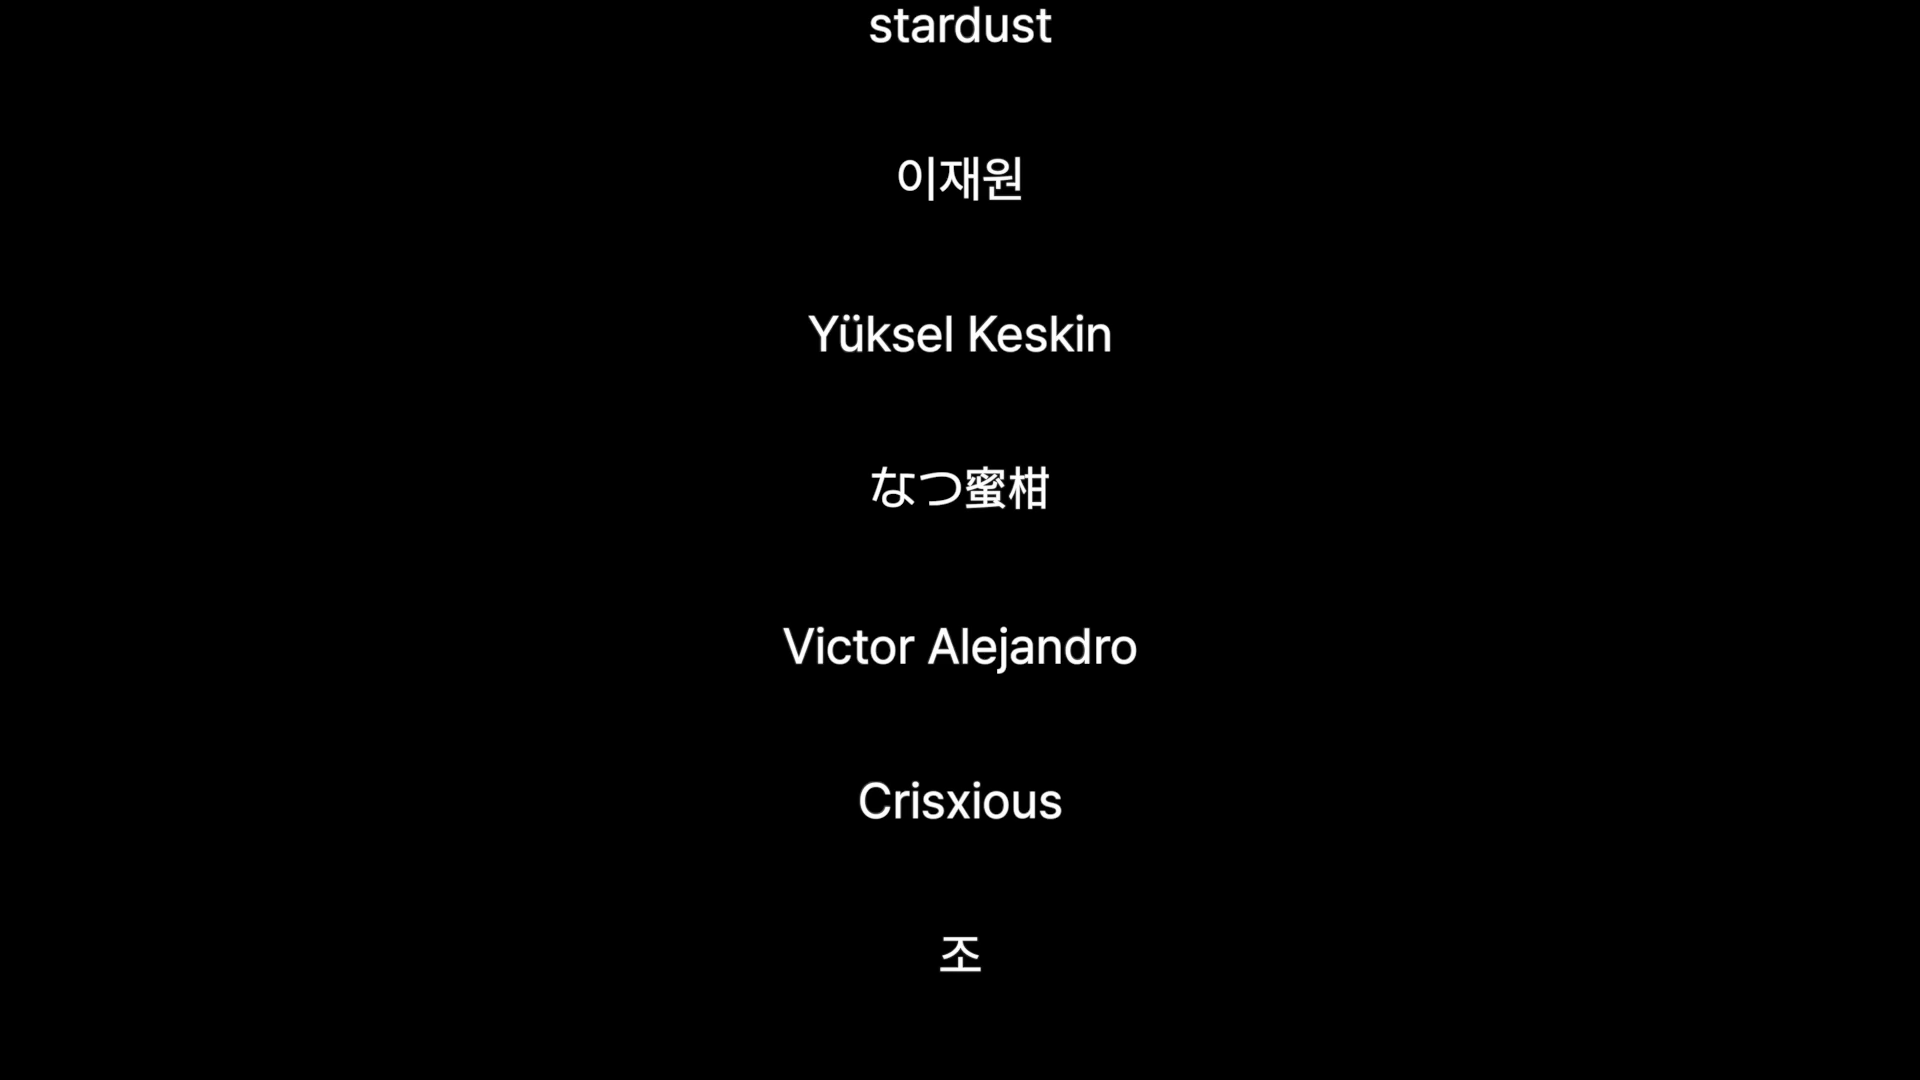 stardust
이재원
Yüksel Keskin
なつ蜜柑
Victor Alejandro
Crisxious
조